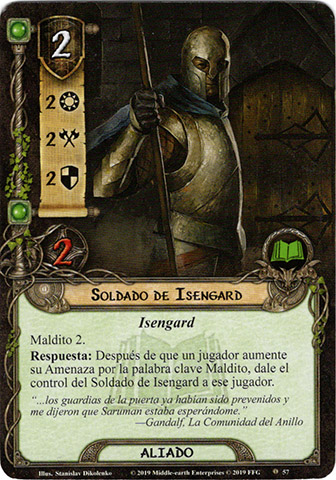 2
2
2
2
2
Soldado de Isengard
Isengard
Maldito 2.
Respuesta: Después de que un jugador aumente
su Amenaza por la palabra clave Maldito, dale el
control del Soldado de Isengard a ese jugador.
“...los guardias de la puerta ya habían sido prevenidos y
me dijeron que Saruman estaba esperándome.”
—Gandalf, La Comunidad del Anillo
Aliado
Illus. Stanislav Dikolenko © 2019 Middle-earth Enterprises © 2019 FFG 57